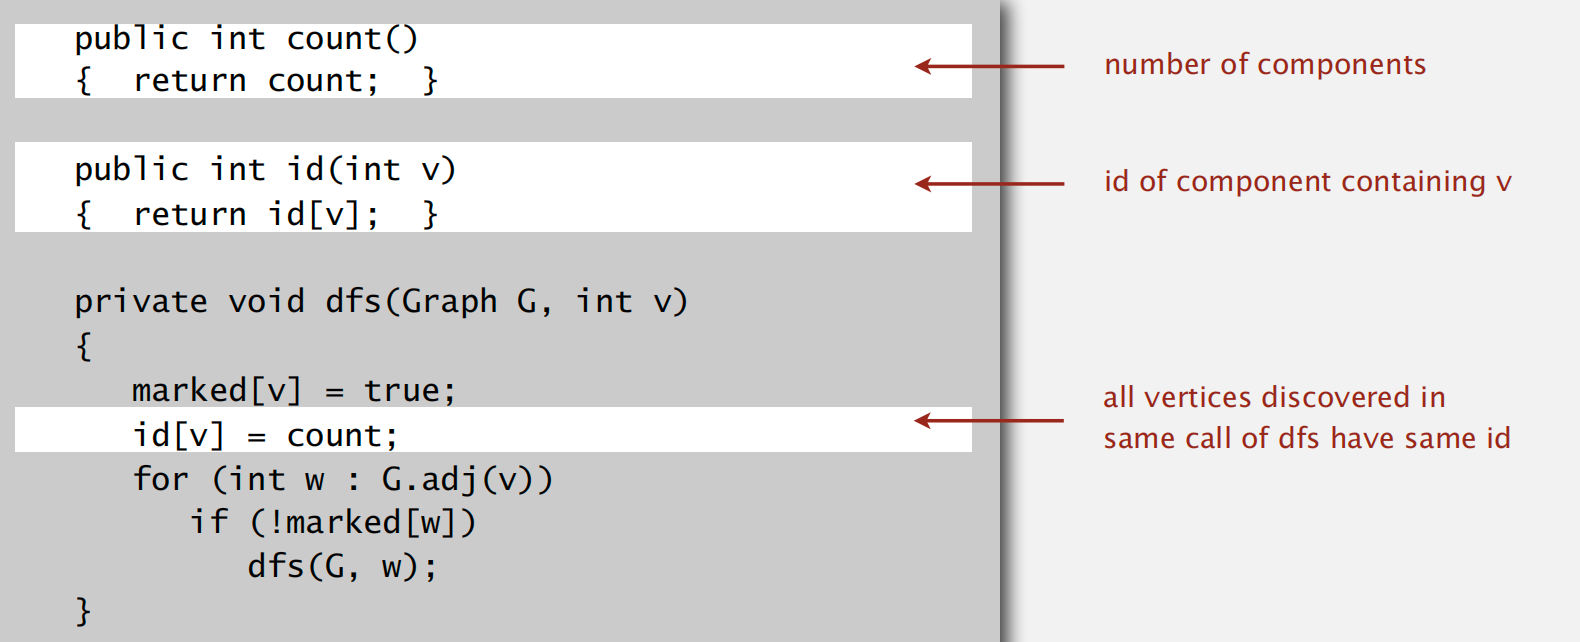 public int count()
{  return count;  }
number of components
public int id(int v)
{  return id[v];  }
id of component containing v
private void dfs(Graph G, int v)
{
   marked[v] = true;
   id[v] = count;
all vertices discovered in
same call of dfs have same id
   for (int w : G.adj(v))
      if (!marked[w])
         dfs(G, w);
}